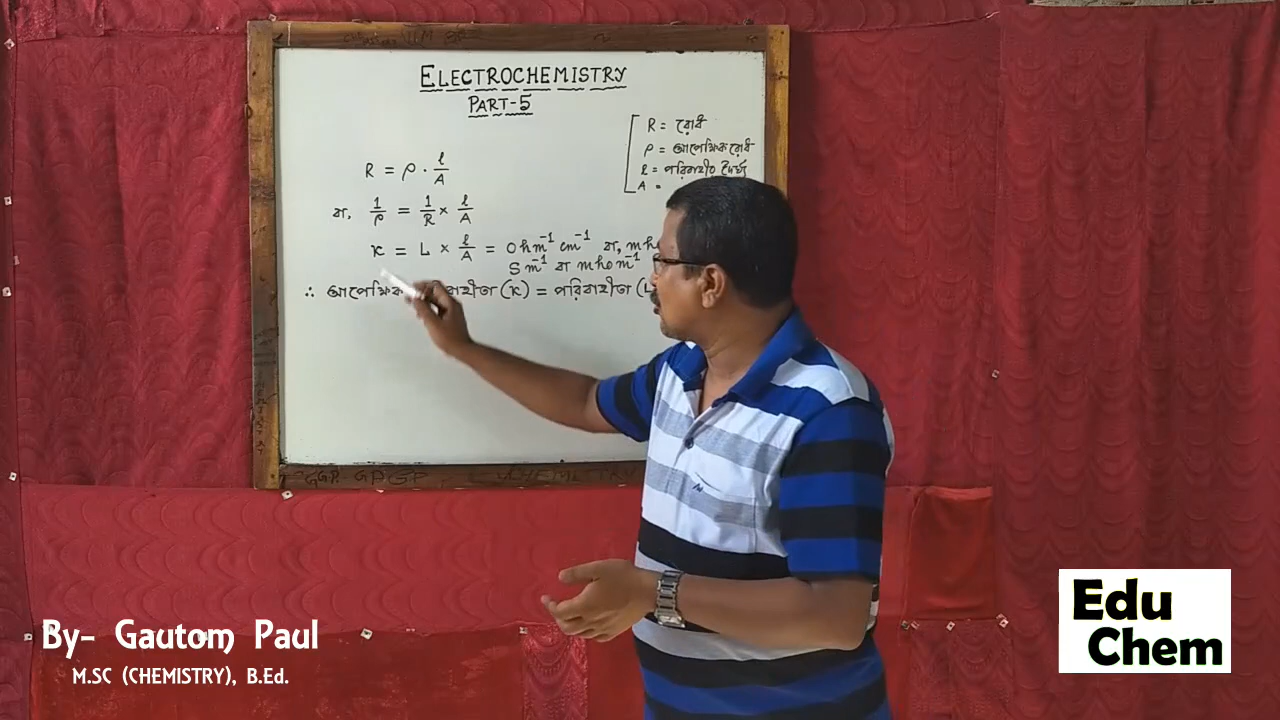 ELECTROCHEMISTRY
PART-5
R = রোধ
ρ = আপেক্ষিক রোধ
l = পরিবাহীর দৈর্ঘ্য
A =
R = ρ · l/A
বা, 1/ρ = 1/R × l/A
κ = L × l/A = Ohm⁻¹ cm⁻¹ বা, mho
Sm⁻¹ বা mho m⁻¹
∴ আপেক্ষিক (κ) = পরিবাহীতা (L
By- Gautom Paul
M.SC (CHEMISTRY), B.Ed.
Edu
Chem